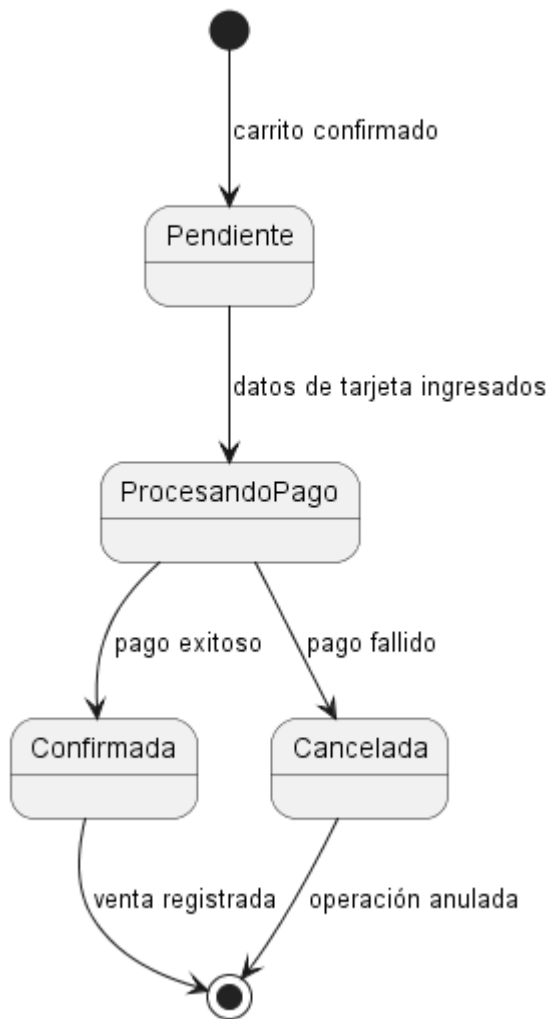 carrito confirmado
Pendiente
datos de tarjeta ingresados
ProcesandoPago
pago exitoso
pago fallido
Confirmada
Cancelada
venta registrada
operación anulada